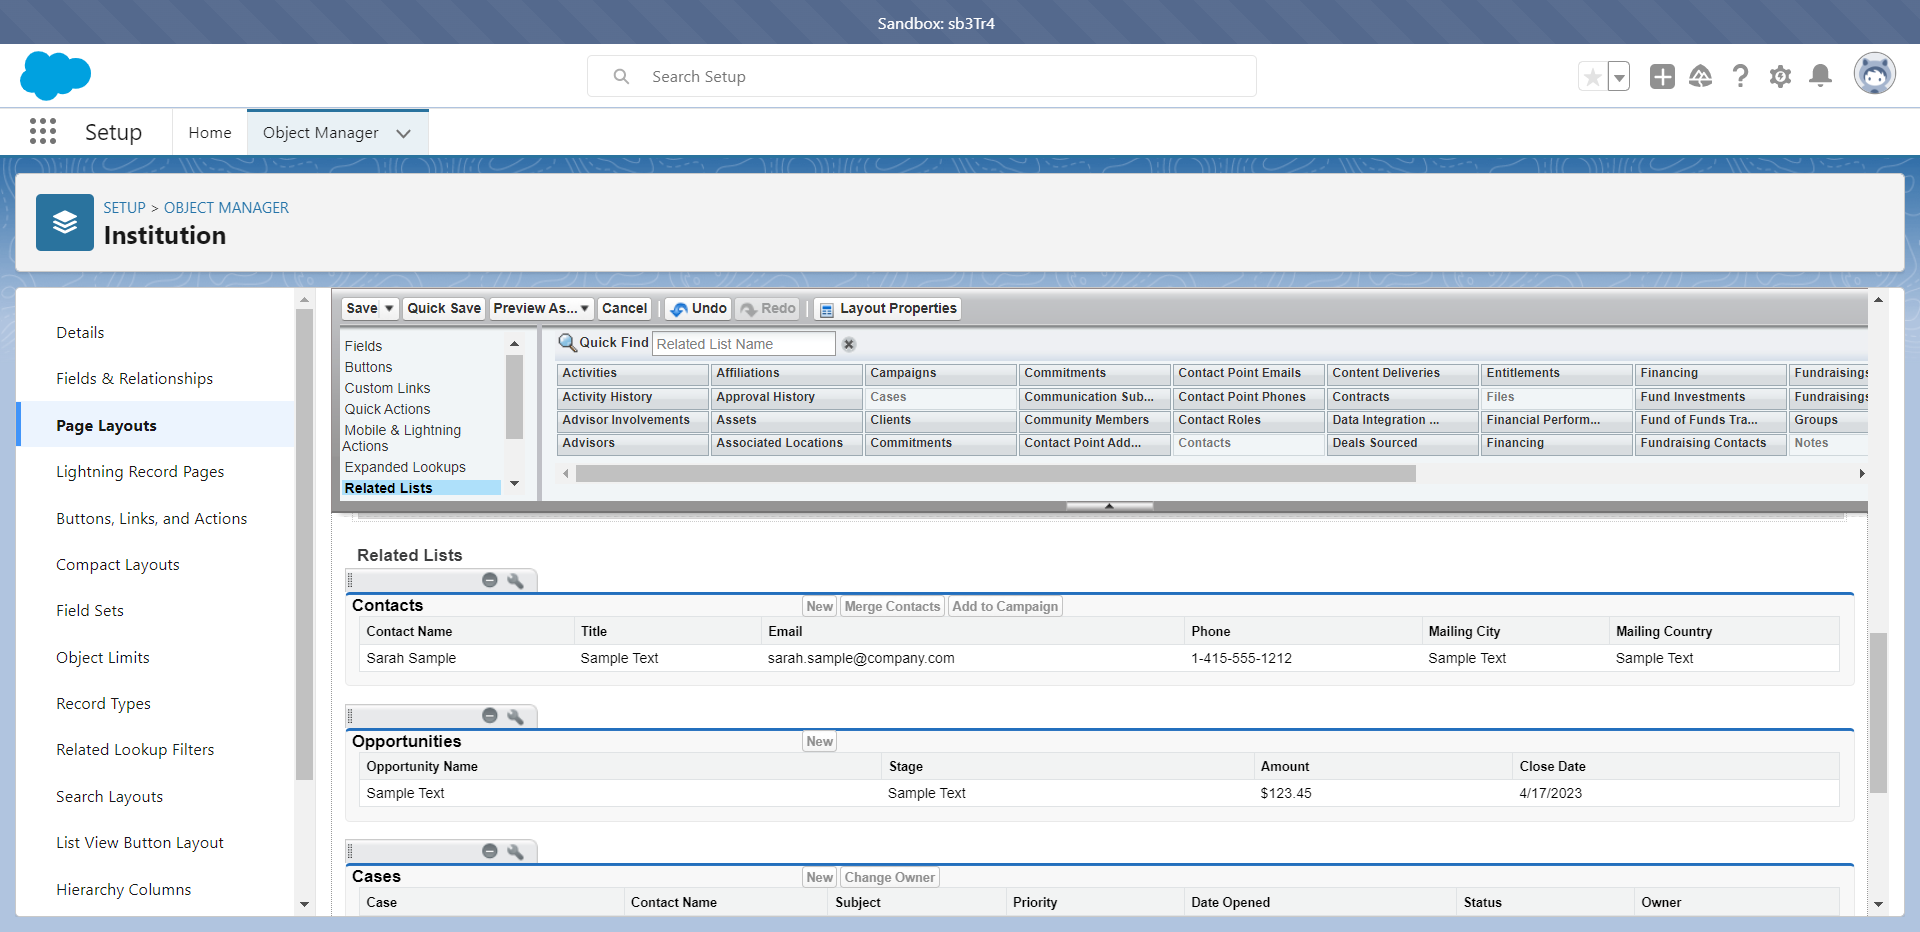 Sandbox: sb3Tr4
Search Setup
Setup
Home
Object Manager
SETUP > OBJECT MANAGER
Institution
Details
Fields & Relationships
Page Layouts
Lightning Record Pages
Buttons, Links, and Actions
Compact Layouts
Field Sets
Object Limits
Record Types
Related Lookup Filters
Search Layouts
List View Button Layout
Hierarchy Columns
Save Quick Save Preview As... Cancel Undo Redo Layout Properties
Fields
Buttons
Custom Links
Quick Actions
Mobile & Lightning
Actions
Expanded Lookups
Related Lists
Quick Find Related List Name
Activities Affiliations Campaigns Commitments Contact Point Emails Content Deliveries Entitlements Financing Fundraisings
Activity History Approval History Cases Communication Sub... Contact Point Phones Contracts Files Fund Investments Fundraisings
Advisor Involvements Assets Clients Community Members Contact Roles Data Integration ... Financial Perform... Fund of Funds Tra... Groups
Advisors Associated Locations Commitments Contact Point Add... Contacts Deals Sourced Financing Fundraising Contacts Notes
Related Lists
Contacts New Merge Contacts Add to Campaign
Contact Name Title Email Phone Mailing City Mailing Country
Sarah Sample Sample Text sarah.sample@company.com 1-415-555-1212 Sample Text Sample Text
Opportunities New
Opportunity Name Stage Amount Close Date
Sample Text Sample Text $123.45 4/17/2023
Cases New Change Owner
Case Contact Name Subject Priority Date Opened Status Owner